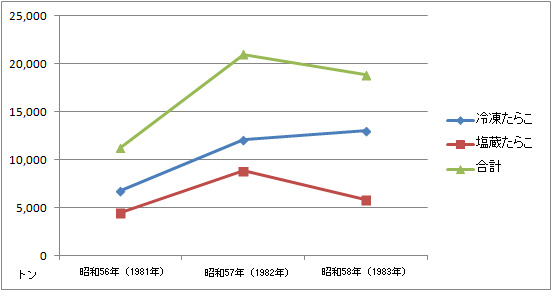 25,000
20,000
15,000
10,000
5,000
0
トン
昭和56年（1981年）
昭和57年（1982年）
昭和58年（1983年）
冷凍たらこ
塩蔵たらこ
合計